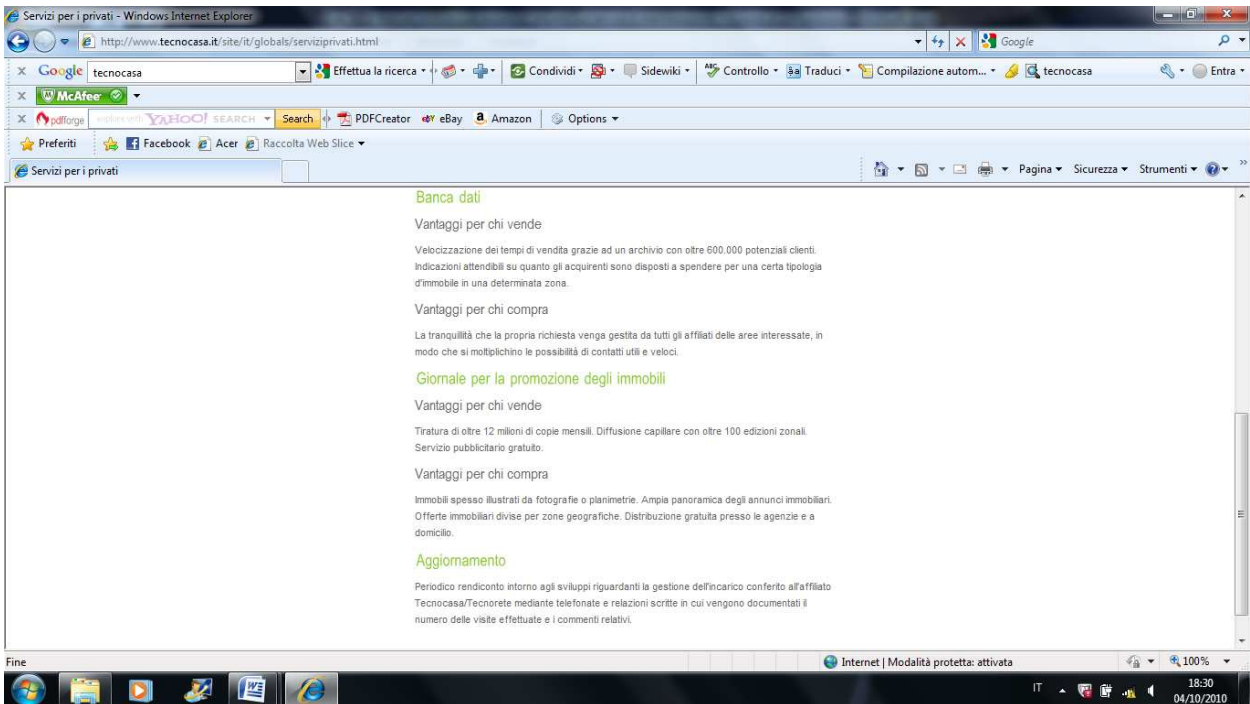 Servizi per i privati - Windows Internet Explorer
http://www.tecnocasa.it/site/it/globals/serviziprivati.html
Google
x Google tecnocasa Effettua la ricerca Condividi Sidewiki Controllo Traduci Compilazione autom... tecnocasa Entra
x McAfee
x pdfforge YAHOO! SEARCH Search PDFCreator eBay Amazon Options
Preferiti Facebook Acer Raccolta Web Slice
Servizi per i privati Pagina Sicurezza Strumenti
Banca dati
Vantaggi per chi vende
Velocizzazione dei tempi di vendita grazie ad un archivio con oltre 600.000 potenziali clienti.
Indicazioni attendibili su quanto gli acquirenti sono disposti a spendere per una certa tipologia
d'immobile in una determinata zona.
Vantaggi per chi compra
La tranquillità che la propria richiesta venga gestita da tutti gli affiliati delle aree interessate, in
modo che si moltiplichino le possibilità di contatti utili e veloci.
Giornale per la promozione degli immobili
Vantaggi per chi vende
Tiratura di oltre 12 milioni di copie mensili. Diffusione capillare con oltre 100 edizioni zonali.
Servizio pubblicitario gratuito.
Vantaggi per chi compra
Immobili spesso illustrati da fotografie o planimetrie. Ampia panoramica degli annunci immobiliari.
Offerte immobiliari divise per zone geografiche. Distribuzione gratuita presso le agenzie e a
domicilio.
Aggiornamento
Periodico rendiconto intorno agli sviluppi riguardanti la gestione dell'incarico conferito all'affiliato
Tecnocasa/Tecnorete mediante telefonate e relazioni scritte in cui vengono documentati il
numero delle visite effettuate e i commenti relativi.
Fine Internet | Modalità protetta: attivata 100%
IT 18:30
04/10/2010